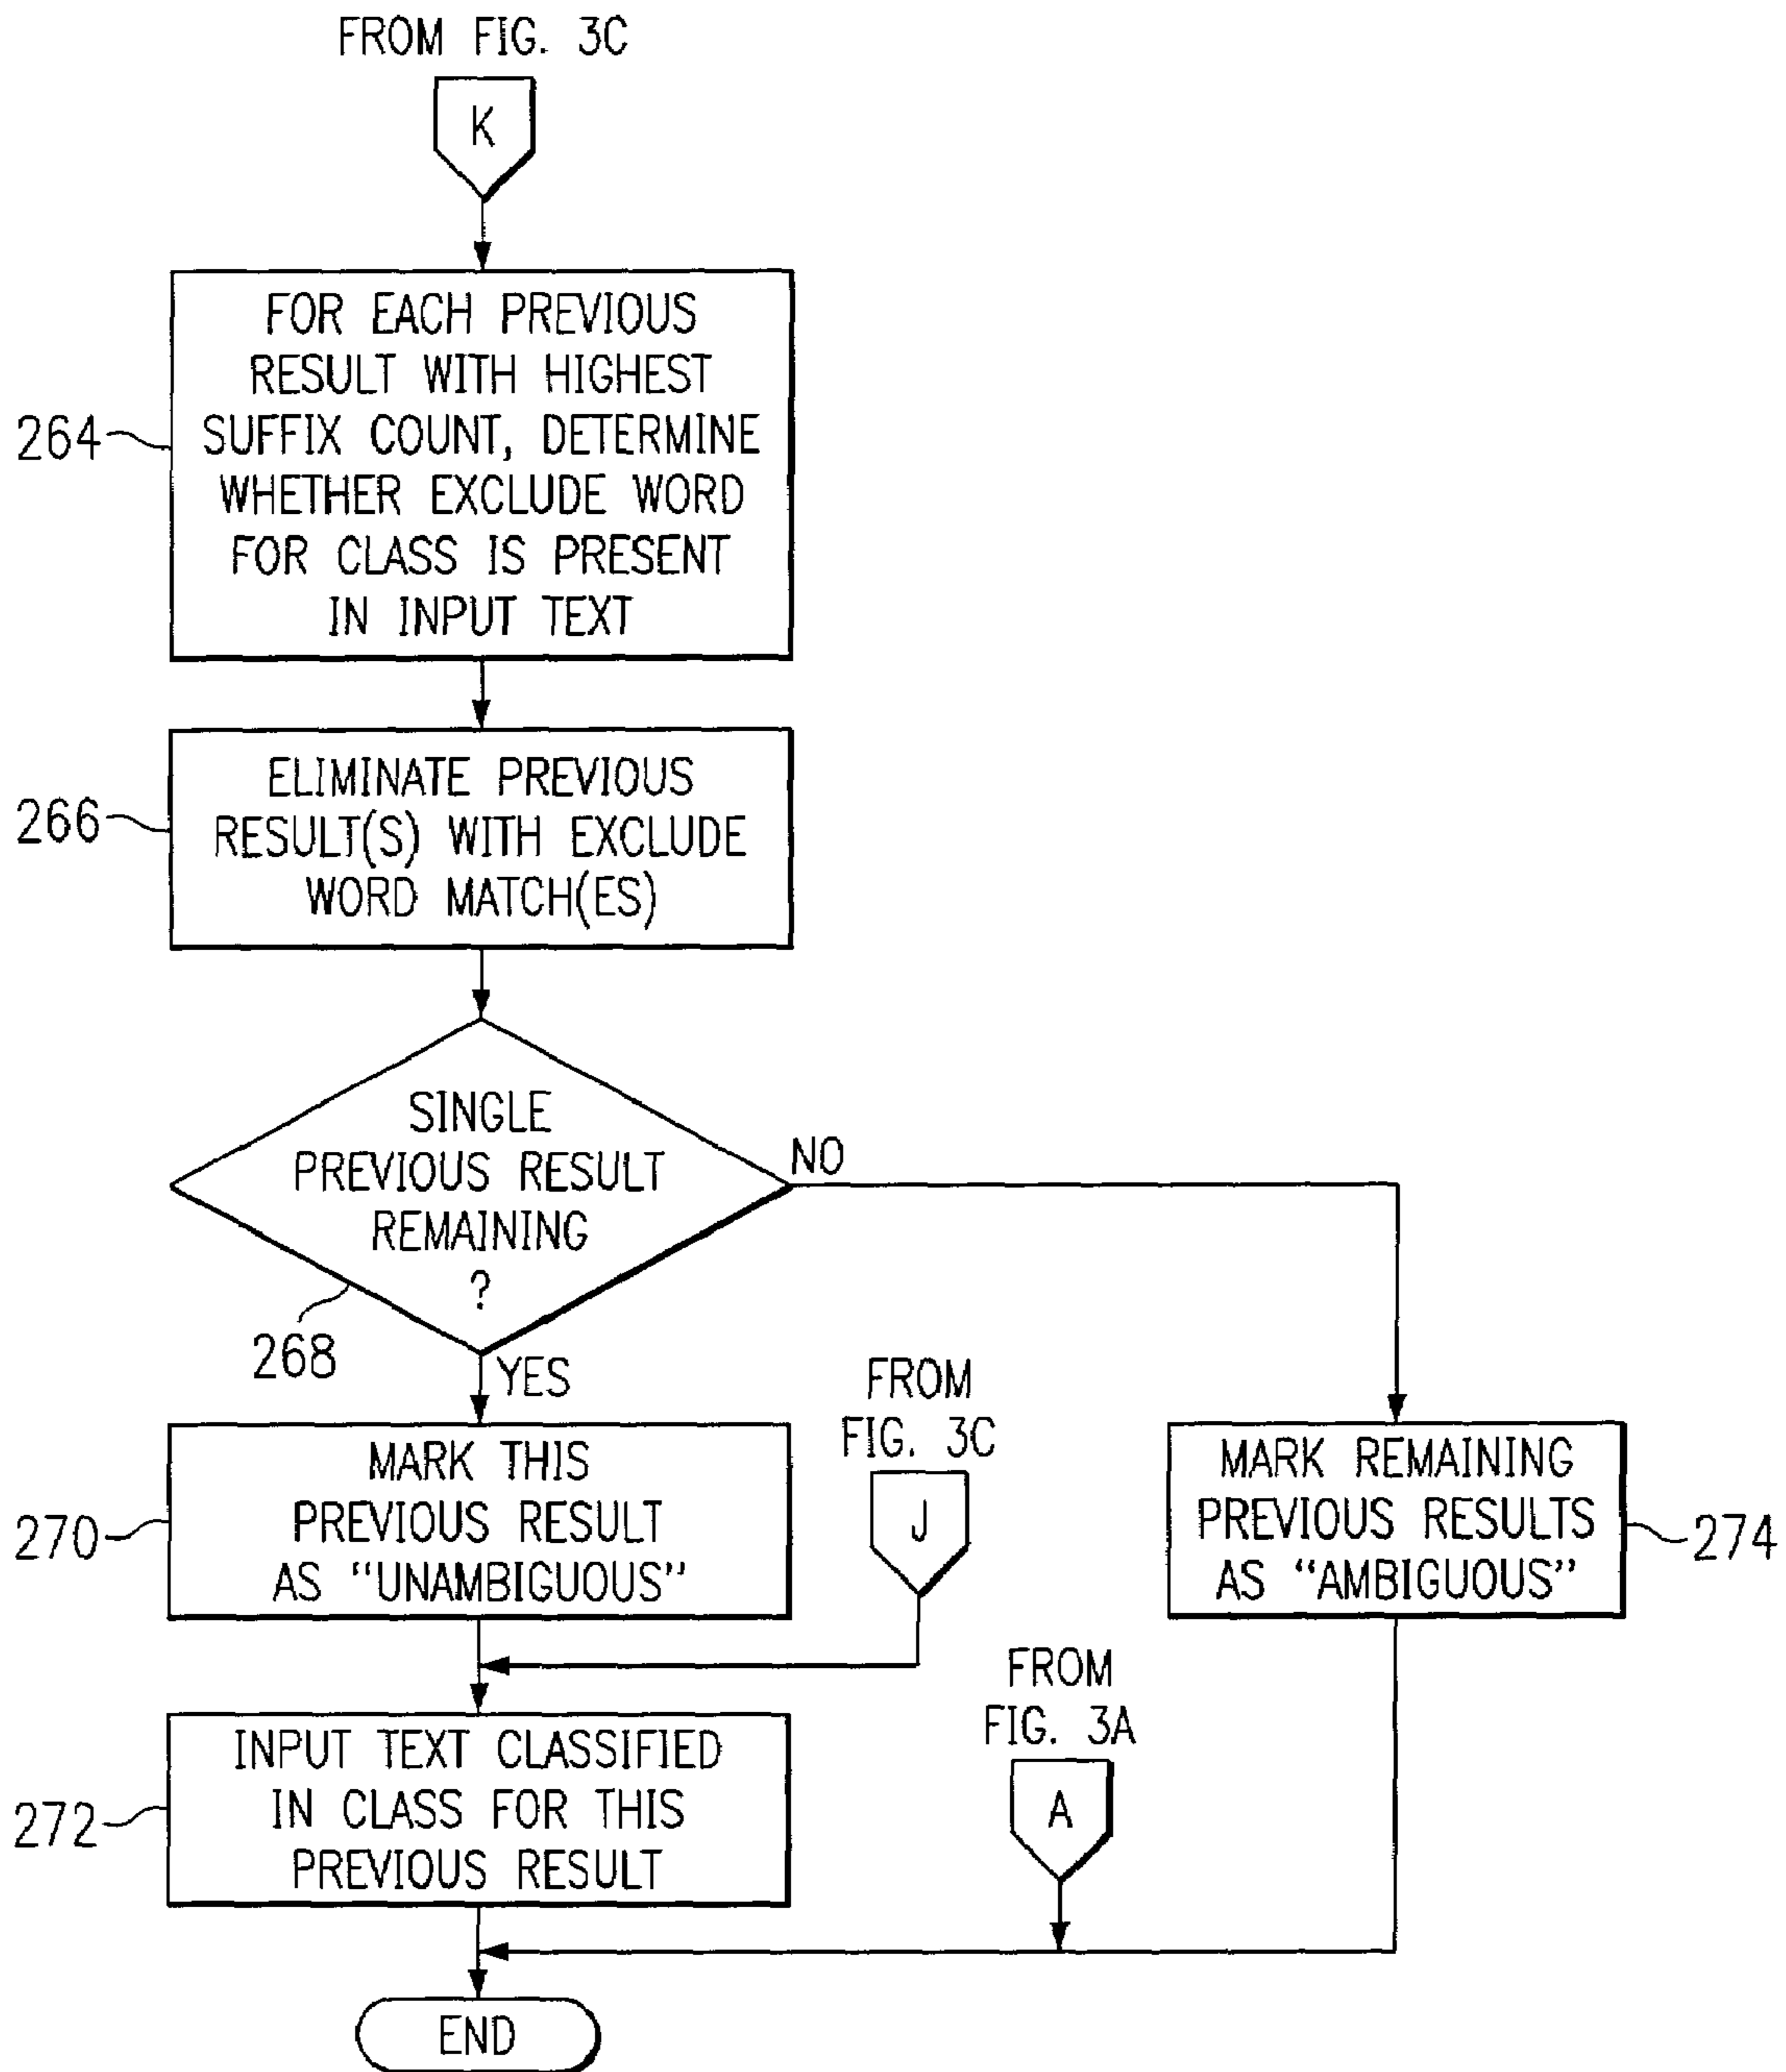 FROM FIG. 3C
K
FOR EACH PREVIOUS
RESULT WITH HIGHEST
SUFFIX COUNT, DETERMINE
WHETHER EXCLUDE WORD
FOR CLASS IS PRESENT
IN INPUT TEXT
264
ELIMINATE PREVIOUS
RESULT(S) WITH EXCLUDE
WORD MATCH(ES)
266
SINGLE
PREVIOUS RESULT
REMAINING
?
268
NO
YES
MARK THIS
PREVIOUS RESULT
AS "UNAMBIGUOUS"
270
FROM
FIG. 3C
J
MARK REMAINING
PREVIOUS RESULTS
AS "AMBIGUOUS"
274
INPUT TEXT CLASSIFIED
IN CLASS FOR THIS
PREVIOUS RESULT
272
FROM
FIG. 3A
A
END